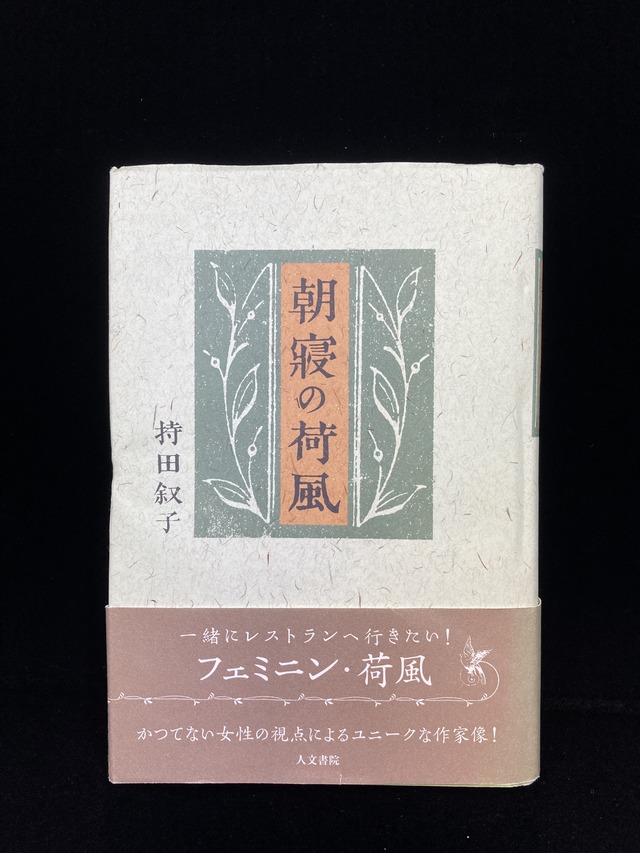 朝寝の荷風
持田叙子
一緒にレストランへ行きたい！
フェミニン・荷風
かつてない女性の視点によるユニークな作家像！
人文書院